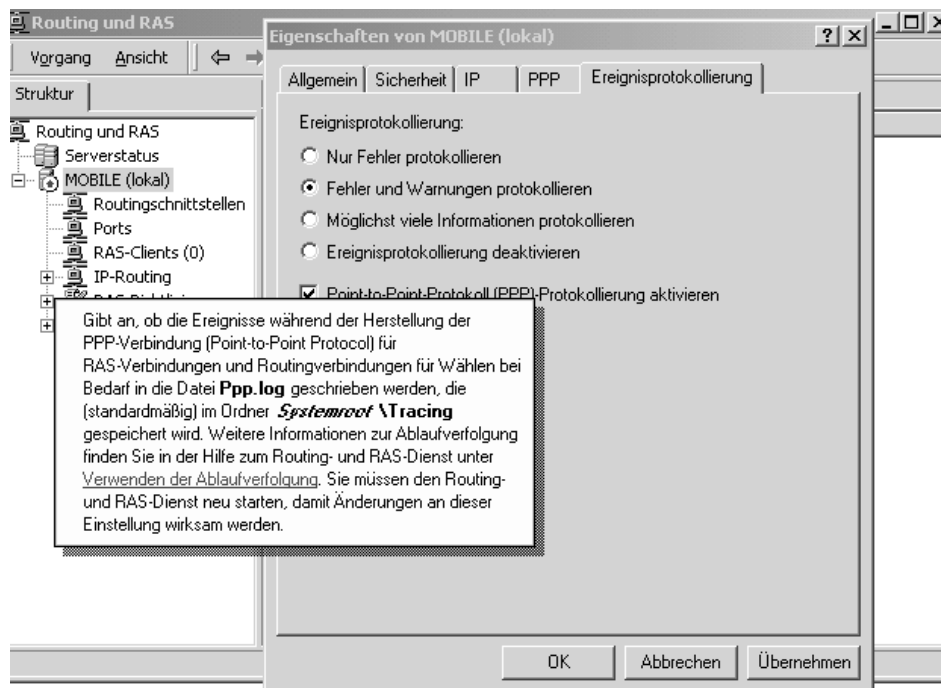 Routing und RAS
Vorgang Ansicht
Struktur
Routing und RAS
Serverstatus
MOBILE (lokal)
Routingschnittstellen
Ports
RAS-Clients (0)
IP-Routing
Eigenschaften von MOBILE (lokal)
Allgemein Sicherheit IP PPP Ereignisprotokollierung
Ereignisprotokollierung:
Nur Fehler protokollieren
Fehler und Warnungen protokollieren
Möglichst viele Informationen protokollieren
Ereignisprotokollierung deaktivieren
Point-to-Point-Protokoll (PPP)-Protokollierung aktivieren
Gibt an, ob die Ereignisse während der Herstellung der
PPP-Verbindung (Point-to-Point Protocol) für
RAS-Verbindungen und Routingverbindungen für Wählen bei
Bedarf in die Datei Ppp.log geschrieben werden, die
(standardmäßig) im Ordner Systemroot \Tracing
gespeichert wird. Weitere Informationen zur Ablaufverfolgung
finden Sie in der Hilfe zum Routing- und RAS-Dienst unter
Verwenden der Ablaufverfolgung. Sie müssen den Routing-
und RAS-Dienst neu starten, damit Änderungen an dieser
Einstellung wirksam werden.
OK Abbrechen Übernehmen